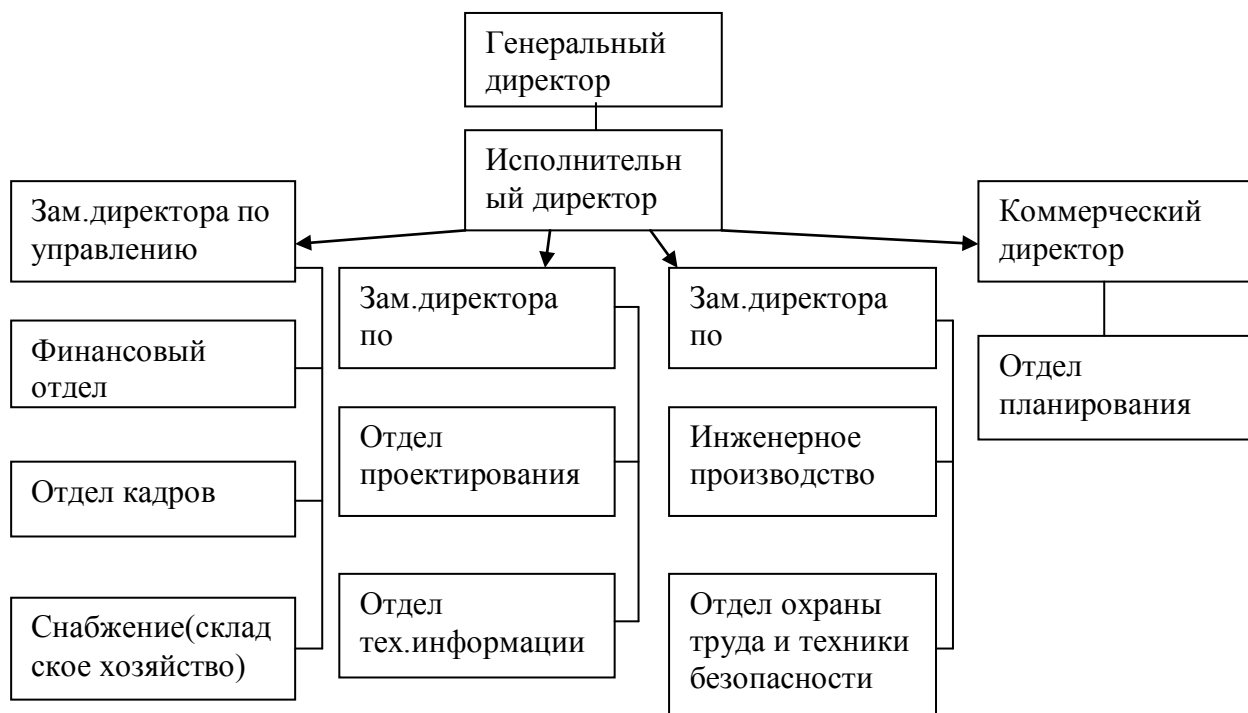 Генеральный
директор
Исполнительн
ый директор
Зам.директора по
управлению
Коммерческий
директор
Зам.директора
по
Зам.директора
по
Финансовый
отдел
Отдел
планирования
Отдел
проектирования
Инженерное
производство
Отдел кадров
Снабжение(склад
ское хозяйство)
Отдел
тех.информации
Отдел охраны
труда и техники
безопасности